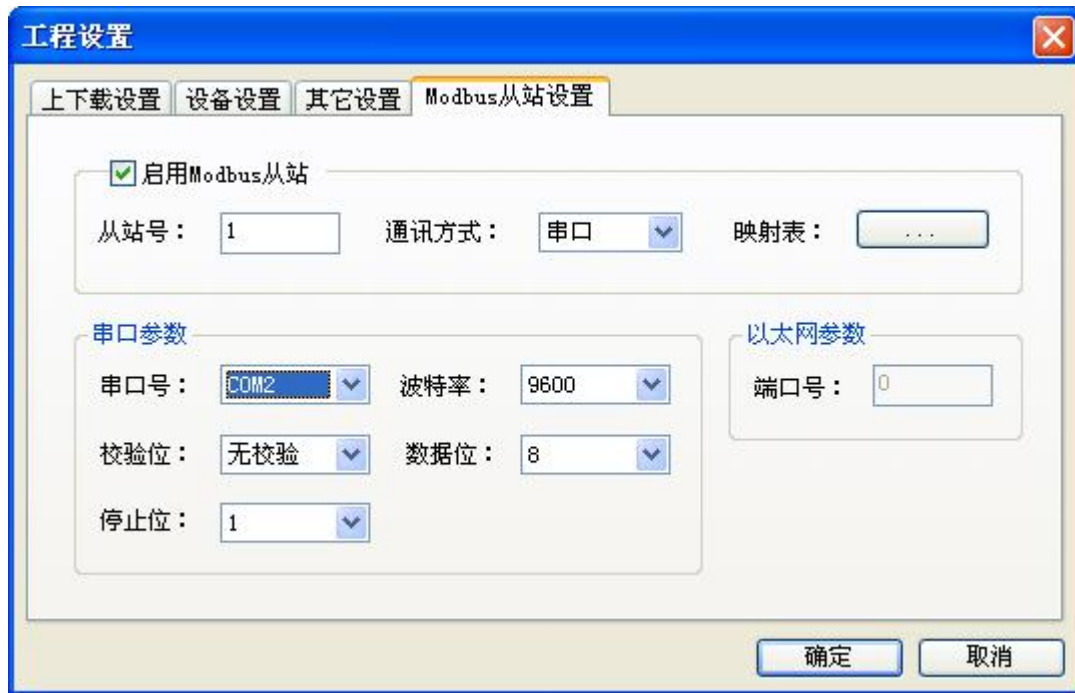 工程设置
上下载设置 设备设置 其它设置 Modbus从站设置
启用Modbus从站
从站号： 1 通讯方式： 串口 映射表： ...
串口参数 以太网参数
串口号： COM2 波特率： 9600 端口号： 0
校验位： 无校验 数据位： 8
停止位： 1
确定 取消